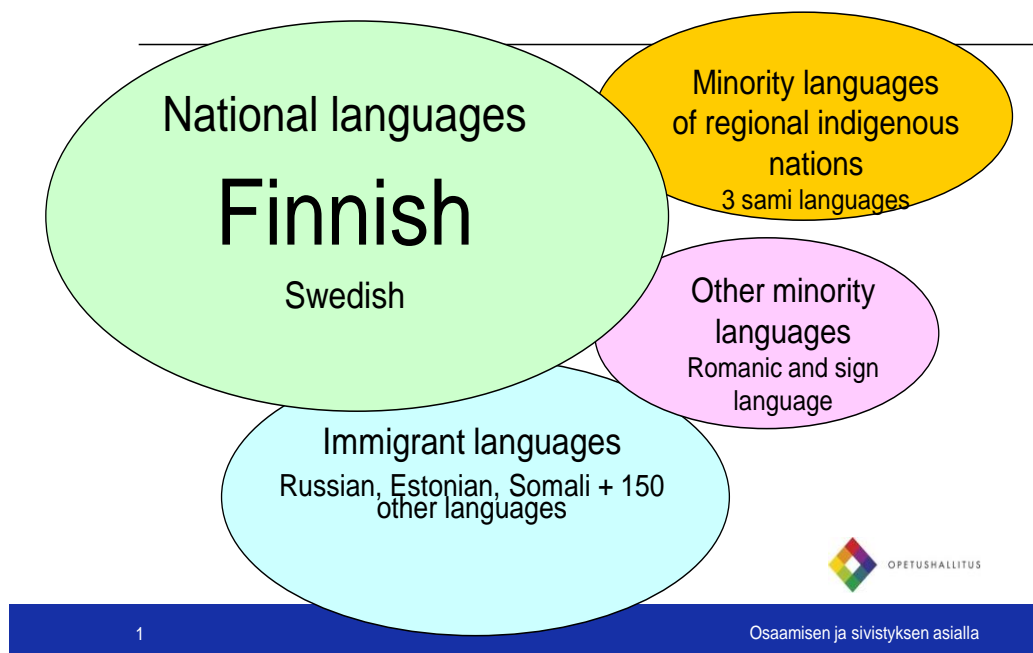 National languages
Finnish
Swedish
Minority languages
of regional indigenous
nations
3 sami languages
Other minority
languages
Romanic and sign
language
Immigrant languages
Russian, Estonian, Somali + 150
other languages
OPETUSHALLITUS
1
Osaamisen ja sivistyksen asialla